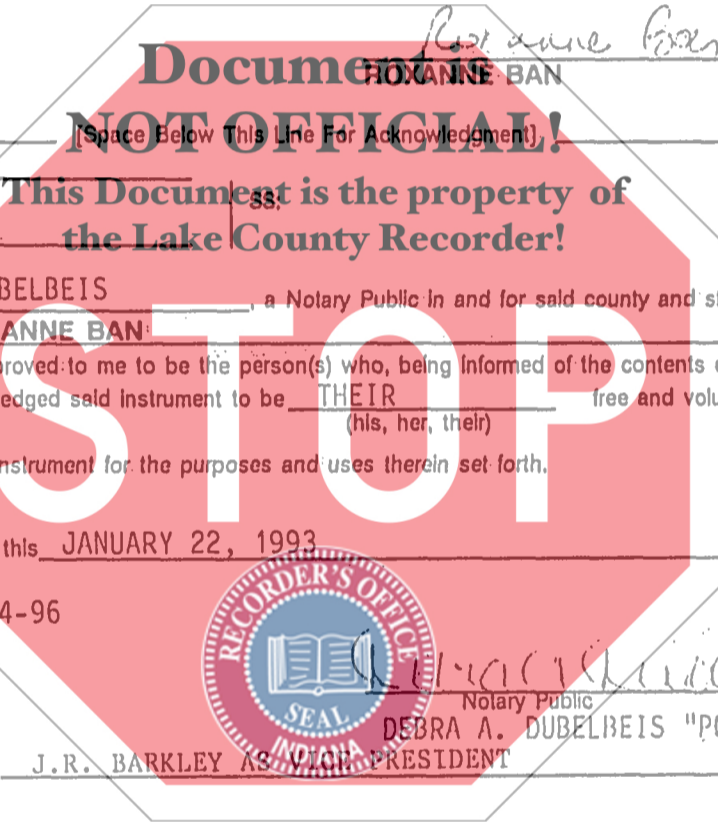 Roxanne Ban
Document is
ROXANNE BAN
NOT OFFICIAL!
[Space Below This Line For Acknowledgment]
This Document is the property of
ss:
the Lake County Recorder!
BELBEIS, a Notary Public in and for said county and s
ANNE BAN
proved to me to be the person(s) who, being informed of the contents
edged said instrument to be THEIR free and volu
(his, her, their)
STOP
nstrument for the purposes and uses therein set forth.
this JANUARY 22, 1993
4-96
RECORDER'S OFFICE
SEAL
INDIANA
Notary Public
DEBRA A. DUBELBEIS "PO
J.R. BARKLEY AS VICE PRESIDENT